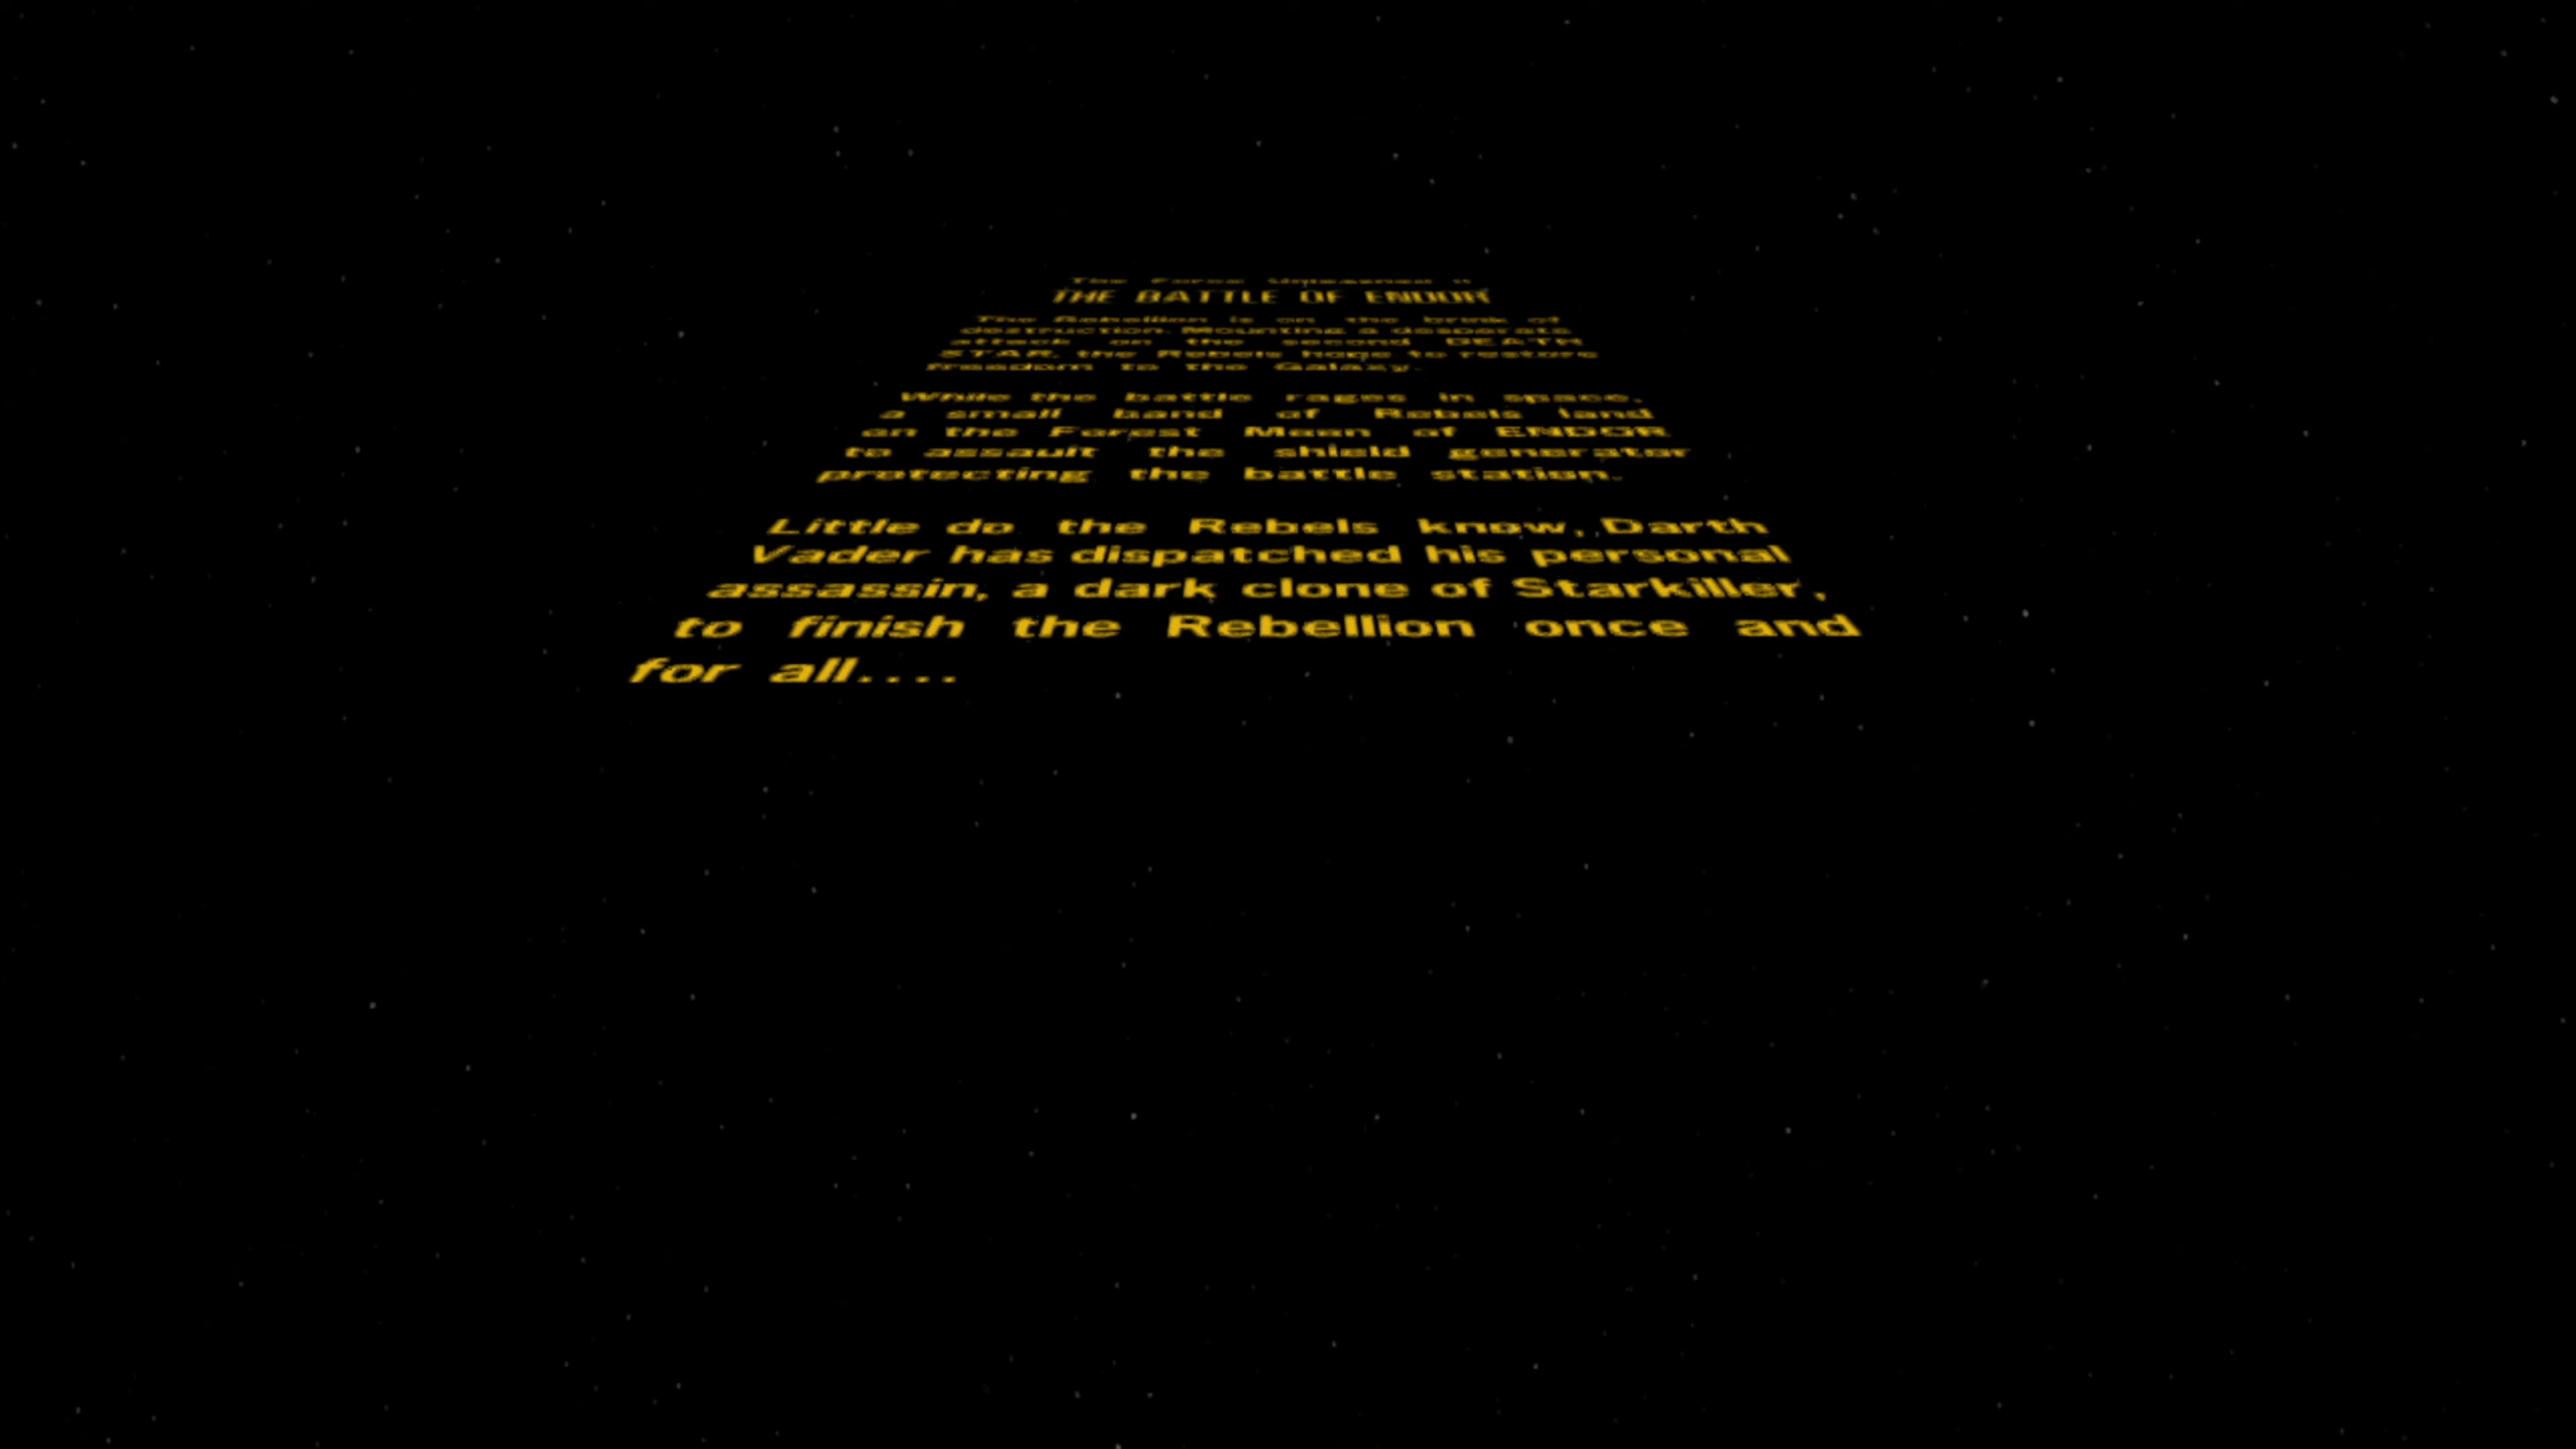 The Force Unleashed II
THE BATTLE OF ENDOR
The Rebellion is on the brink of
destruction. Mounting a desperate
attack on the second DEATH
STAR, the Rebels hope to restore
freedom to the Galaxy.
While the battle rages in space,
a small band of Rebels land
on the Forest Moon of ENDOR
to assault the shield generator
protecting the battle station.
Little do the Rebels know, Darth
Vader has dispatched his personal
assassin, a dark clone of Starkiller,
to finish the Rebellion once and
for all....